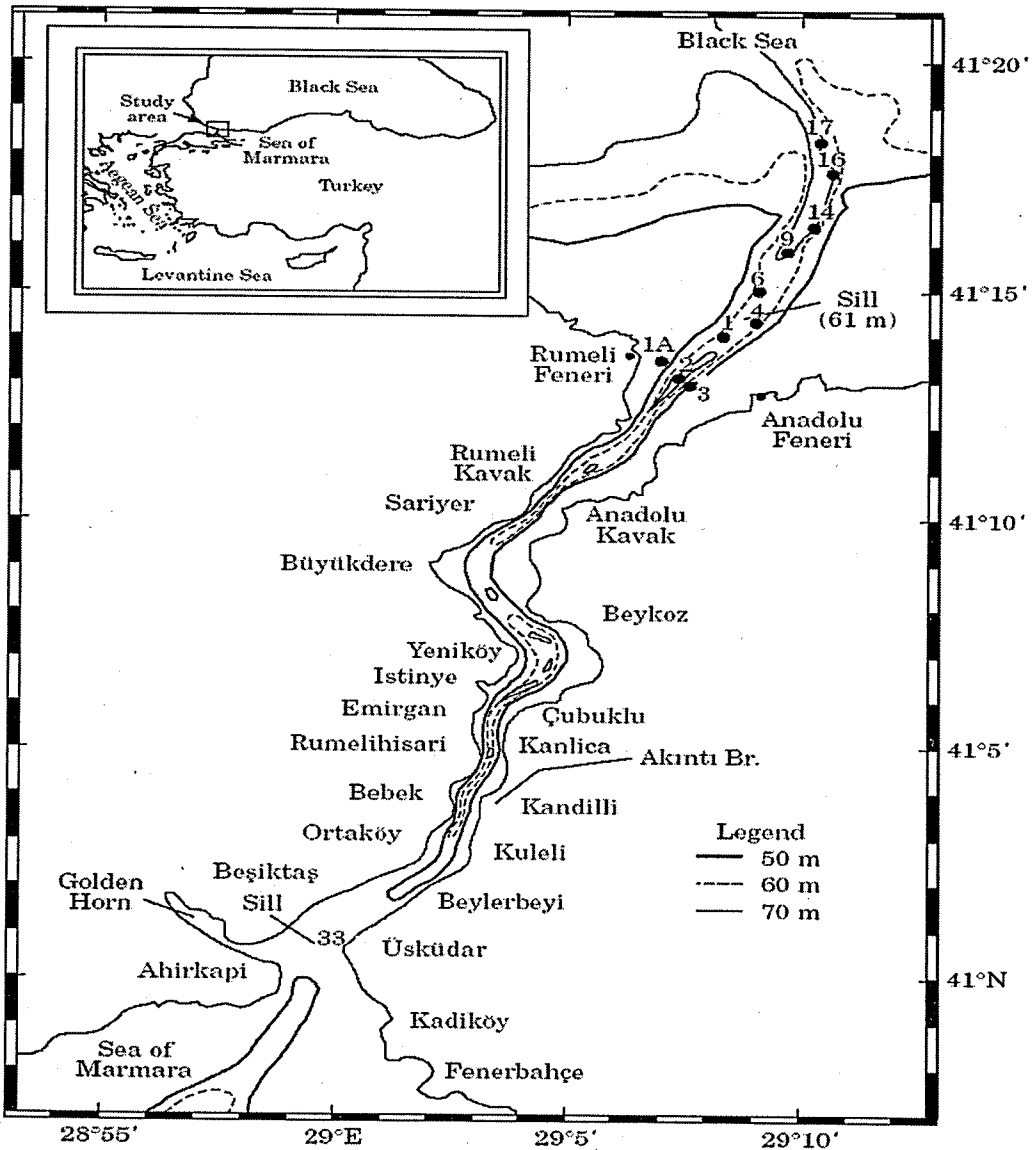 Black Sea
41°20'
Black Sea
Study
area
Sea of
Marmara
Turkey
Aegean Sea
Levantine Sea
17
16
14
9
6
41°15'
Sill
(61 m)
4
1
1A
2
3
Rumeli
Feneri
Anadolu
Feneri
Rumeli
Kavak
Sariyer
Anadolu
Kavak
41°10'
Büyükdere
Beykoz
Yeniköy
Istinye
Emirgan
Çubuklu
Rumelihisari
Kanlica
Akıntı Br.
41°5'
Bebek
Kandilli
Ortaköy
Kuleli
Legend
50 m
60 m
70 m
Beşiktaş
Golden
Horn
Sill
Beylerbeyi
33
Üsküdar
Ahirkapi
41°N
Kadiköy
Sea of
Marmara
Fenerbahçe
28°55'
29°E
29°5'
29°10'